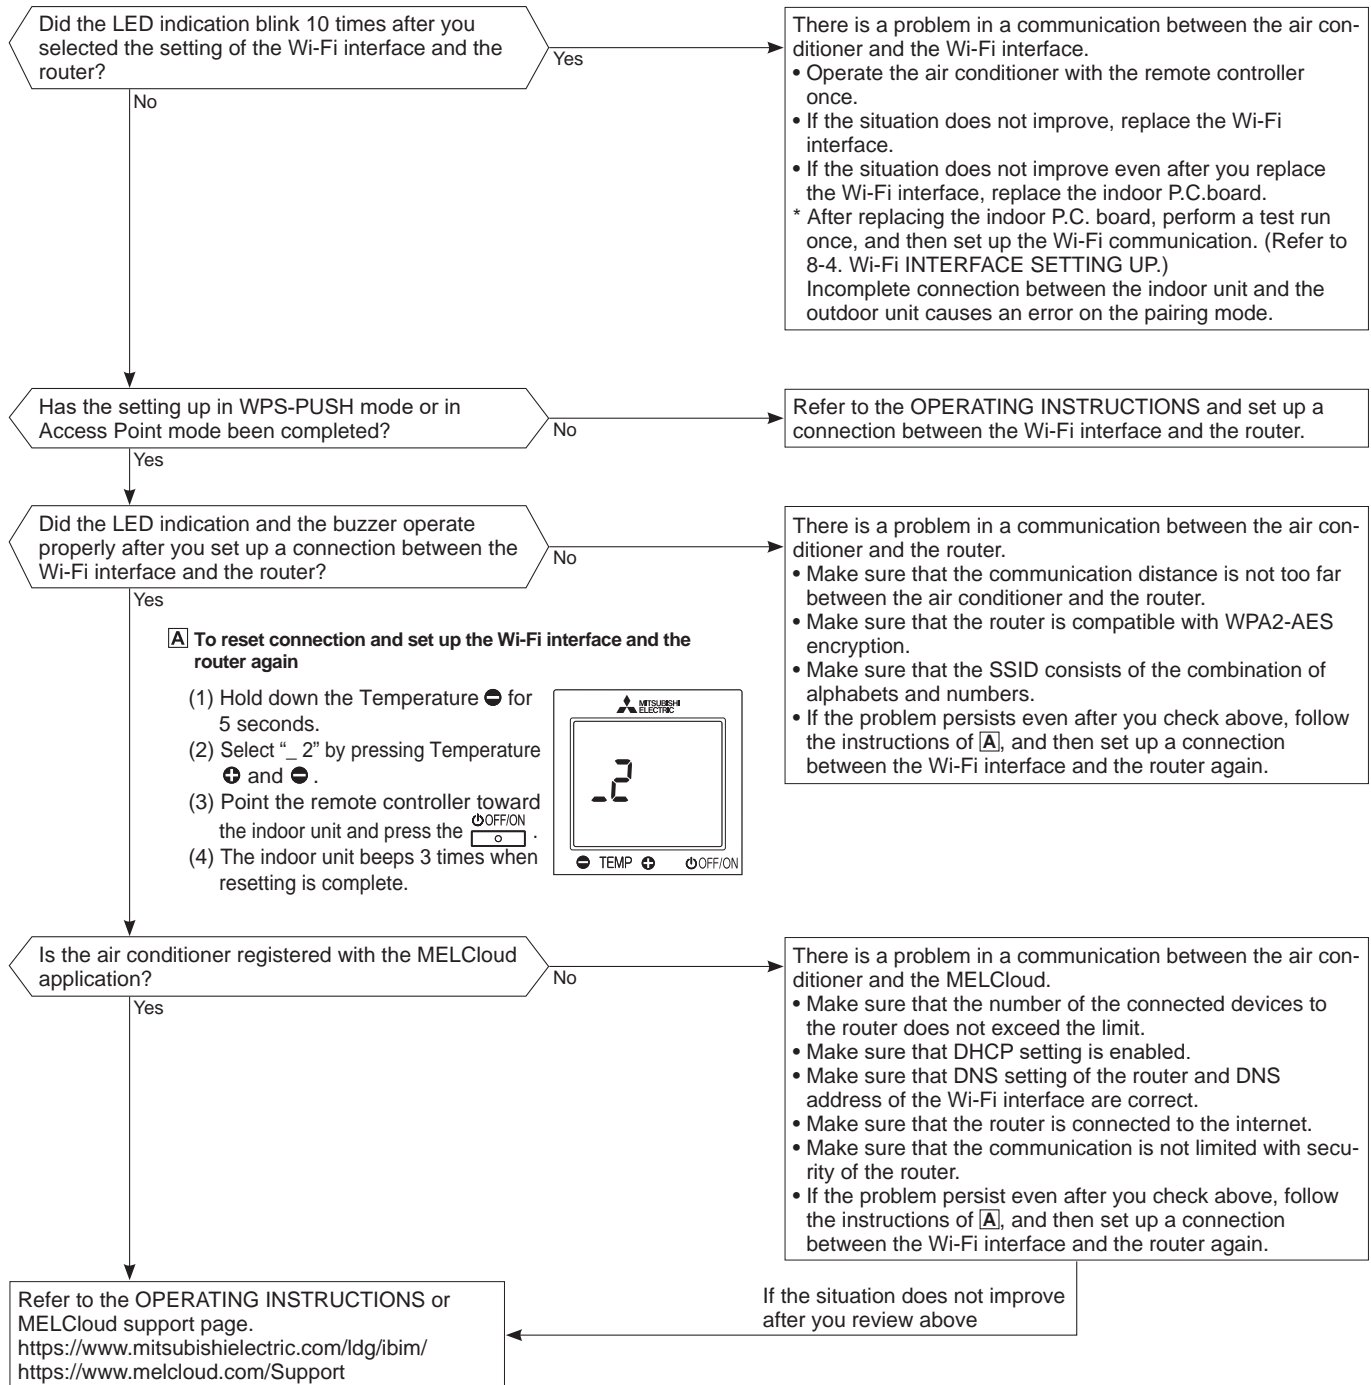 Did the LED indication blink 10 times after you
selected the setting of the Wi-Fi interface and the
router?
Yes
No
There is a problem in a communication between the air con-
ditioner and the Wi-Fi interface.
• Operate the air conditioner with the remote controller
once.
• If the situation does not improve, replace the Wi-Fi
interface.
• If the situation does not improve even after you replace
the Wi-Fi interface, replace the indoor P.C.board.
* After replacing the indoor P.C. board, perform a test run
once, and then set up the Wi-Fi communication. (Refer to
8-4. Wi-Fi INTERFACE SETTING UP.)
Incomplete connection between the indoor unit and the
outdoor unit causes an error on the pairing mode.
Has the setting up in WPS-PUSH mode or in
Access Point mode been completed?
No
Yes
Refer to the OPERATING INSTRUCTIONS and set up a
connection between the Wi-Fi interface and the router.
Did the LED indication and the buzzer operate
properly after you set up a connection between the
Wi-Fi interface and the router?
No
Yes
There is a problem in a communication between the air con-
ditioner and the router.
• Make sure that the communication distance is not too far
between the air conditioner and the router.
• Make sure that the router is compatible with WPA2-AES
encryption.
• Make sure that the SSID consists of the combination of
alphabets and numbers.
• If the problem persists even after you check above, follow
the instructions of A, and then set up a connection
between the Wi-Fi interface and the router again.
A To reset connection and set up the Wi-Fi interface and the
router again
(1) Hold down the Temperature ⊖ for
5 seconds.
(2) Select “_ 2” by pressing Temperature
⊕ and ⊖ .
(3) Point the remote controller toward
the indoor unit and press the ⏻OFF/ON .
(4) The indoor unit beeps 3 times when
resetting is complete.
MITSUBISHI
ELECTRIC
_2
⊖ TEMP ⊕ ⏻OFF/ON
Is the air conditioner registered with the MELCloud
application?
No
Yes
There is a problem in a communication between the air con-
ditioner and the MELCloud.
• Make sure that the number of the connected devices to
the router does not exceed the limit.
• Make sure that DHCP setting is enabled.
• Make sure that DNS setting of the router and DNS
address of the Wi-Fi interface are correct.
• Make sure that the router is connected to the internet.
• Make sure that the communication is not limited with secu-
rity of the router.
• If the problem persist even after you check above, follow
the instructions of A, and then set up a connection
between the Wi-Fi interface and the router again.
If the situation does not improve
after you review above
Refer to the OPERATING INSTRUCTIONS or
MELCloud support page.
https://www.mitsubishielectric.com/ldg/ibim/
https://www.melcloud.com/Support